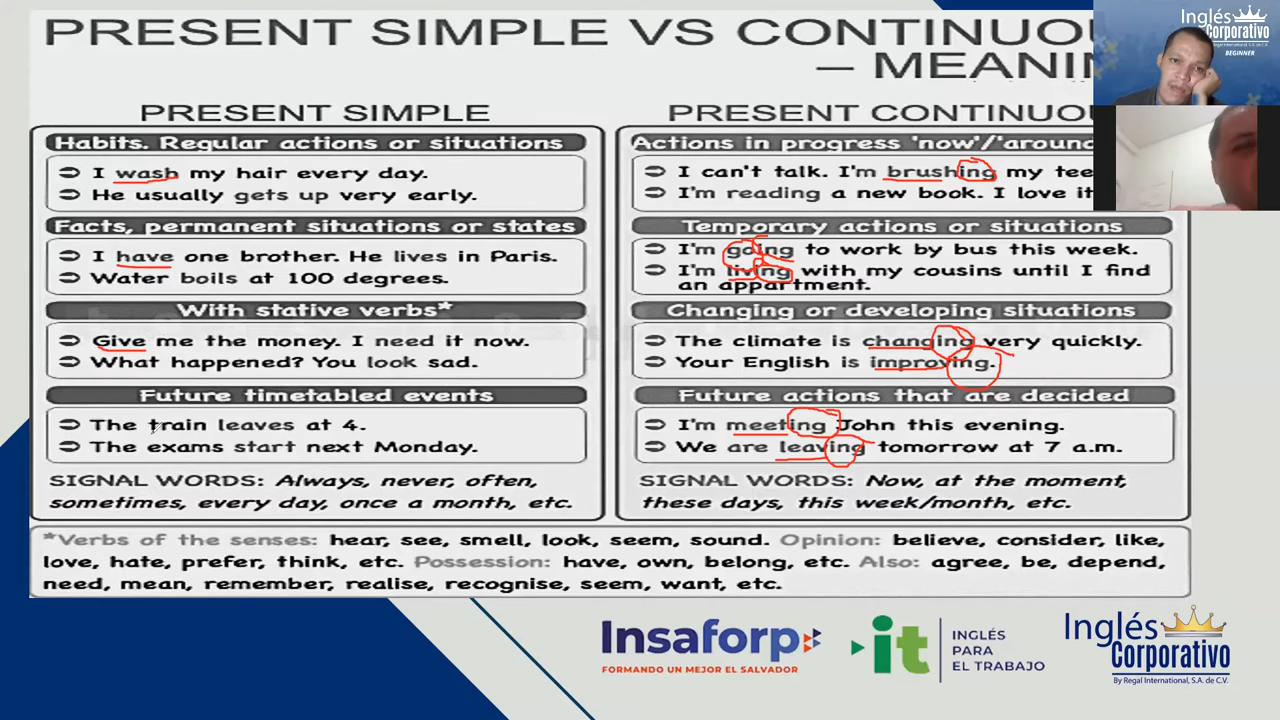 PRESENT SIMPLE VS CONTINUOU
– MEANIN
PRESENT SIMPLE
Habits. Regular actions or situations
I wash my hair every day.
He usually gets up very early.
Facts, permanent situations or states
I have one brother. He lives in Paris.
Water boils at 100 degrees.
With stative verbs*
Give me the money. I need it now.
What happened? You look sad.
Future timetabled events
The train leaves at 4.
The exams start next Monday.
SIGNAL WORDS: Always, never, often,
sometimes, every day, once a month, etc.
PRESENT CONTINUOU
Actions in progress 'now'/'around
I can't talk. I'm brushing my tee
I'm reading a new book. I love it
Temporary actions or situations
I'm going to work by bus this week.
I'm living with my cousins until I find
an appartment.
Changing or developing situations
The climate is changing very quickly.
Your English is improving.
Future actions that are decided
I'm meeting John this evening.
We are leaving tomorrow at 7 a.m.
SIGNAL WORDS: Now, at the moment,
these days, this week/month, etc.
*Verbs of the senses: hear, see, smell, look, seem, sound. Opinion: believe, consider, like,
love, hate, prefer, think, etc. Possession: have, own, belong, etc. Also: agree, be, depend,
need, mean, remember, realise, recognise, seem, want, etc.
Inglés
Corporativo
By Regal International, S.A. de C.V.
BEGINNER
Insaforp
FORMANDO UN MEJOR EL SALVADOR
it
INGLÉS
PARA
EL TRABAJO
Inglés
Corporativo
By Regal International, S.A. de C.V.